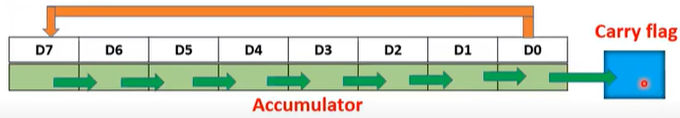 Carry flag
D7 D6 D5 D4 D3 D2 D1 D0
Accumulator